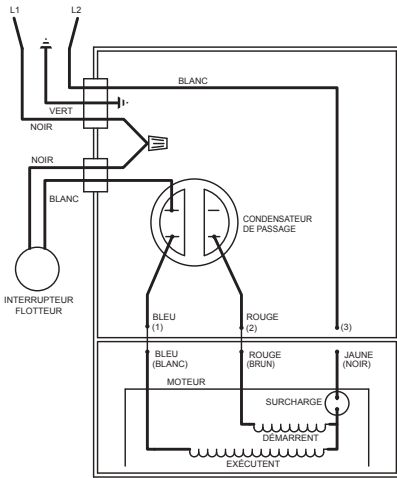 L1
L2
BLANC
VERT
NOIR
NOIR
BLANC
CONDENSATEUR
DE PASSAGE
INTERRUPTEUR
FLOTTEUR
BLEU
(1)
ROUGE
(2)
(3)
BLEU
(BLANC)
ROUGE
(BRUN)
JAUNE
(NOIR)
MOTEUR
SURCHARGE
DÉMARRENT
EXÉCUTENT